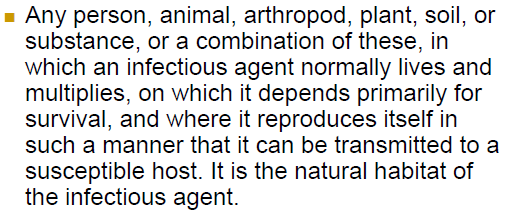 Any person, animal, arthropod, plant, soil, or
substance, or a combination of these, in
which an infectious agent normally lives and
multiplies, on which it depends primarily for
survival, and where it reproduces itself in
such a manner that it can be transmitted to a
susceptible host. It is the natural habitat of
the infectious agent.